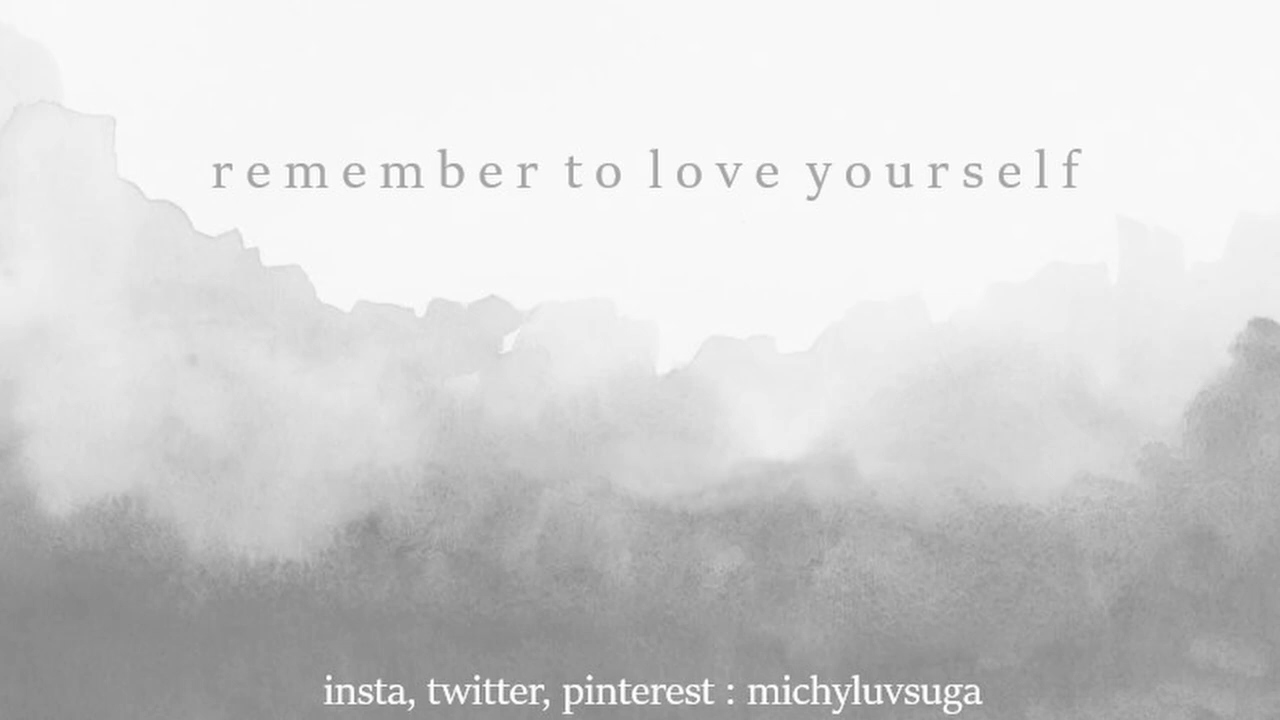 remember to love yourself
insta, twitter, pinterest : michyluvsuga